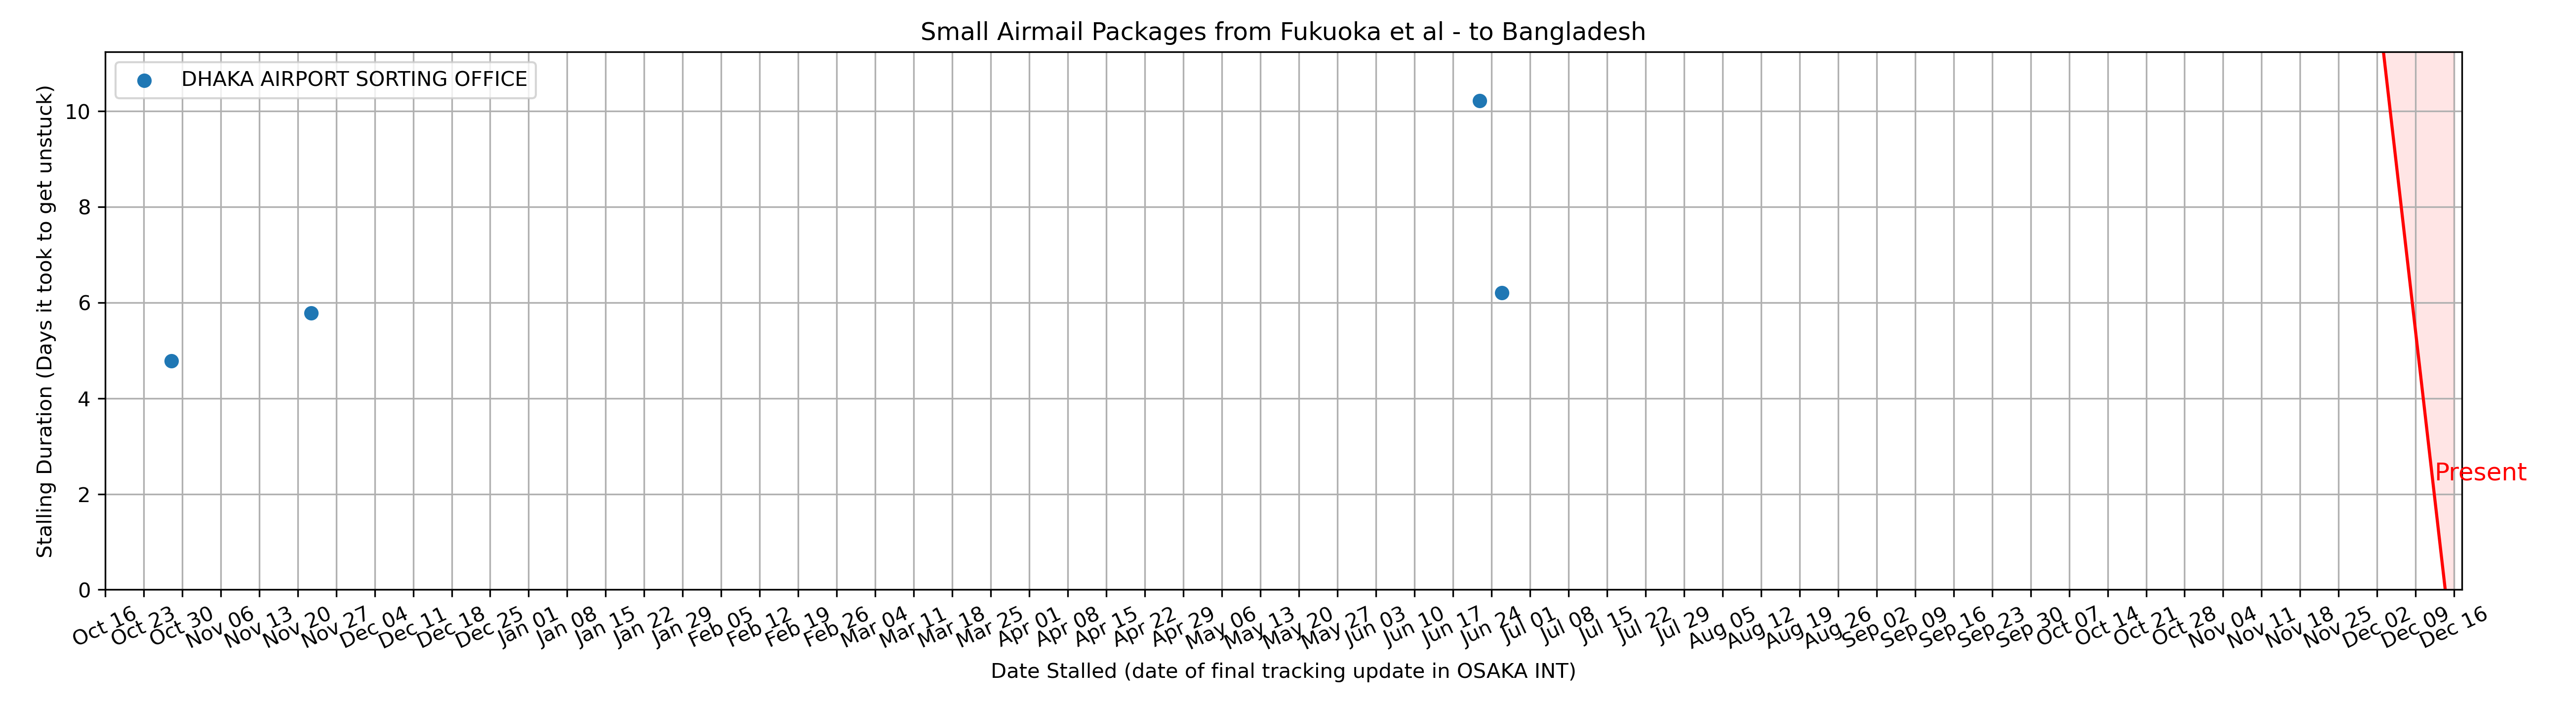 Small Airmail Packages from Fukuoka et al - to Bangladesh
DHAKA AIRPORT SORTING OFFICE
Stalling Duration (Days it took to get unstuck)
10
8
6
4
2
0
Present
Oct 16 Oct 23 Oct 30 Nov 06 Nov 13 Nov 20 Nov 27 Dec 04 Dec 11 Dec 18 Dec 25 Jan 01 Jan 08 Jan 15 Jan 22 Jan 29 Feb 05 Feb 12 Feb 19 Feb 26 Mar 04 Mar 11 Mar 18 Mar 25 Apr 01 Apr 08 Apr 15 Apr 22 Apr 29 May 06 May 13 May 20 May 27 Jun 03 Jun 10 Jun 17 Jun 24 Jul 01 Jul 08 Jul 15 Jul 22 Jul 29 Aug 05 Aug 12 Aug 19 Aug 26 Sep 02 Sep 09 Sep 16 Sep 23 Sep 30 Oct 07 Oct 14 Oct 21 Oct 28 Nov 04 Nov 11 Nov 18 Nov 25 Dec 02 Dec 09 Dec 16
Date Stalled (date of final tracking update in OSAKA INT)